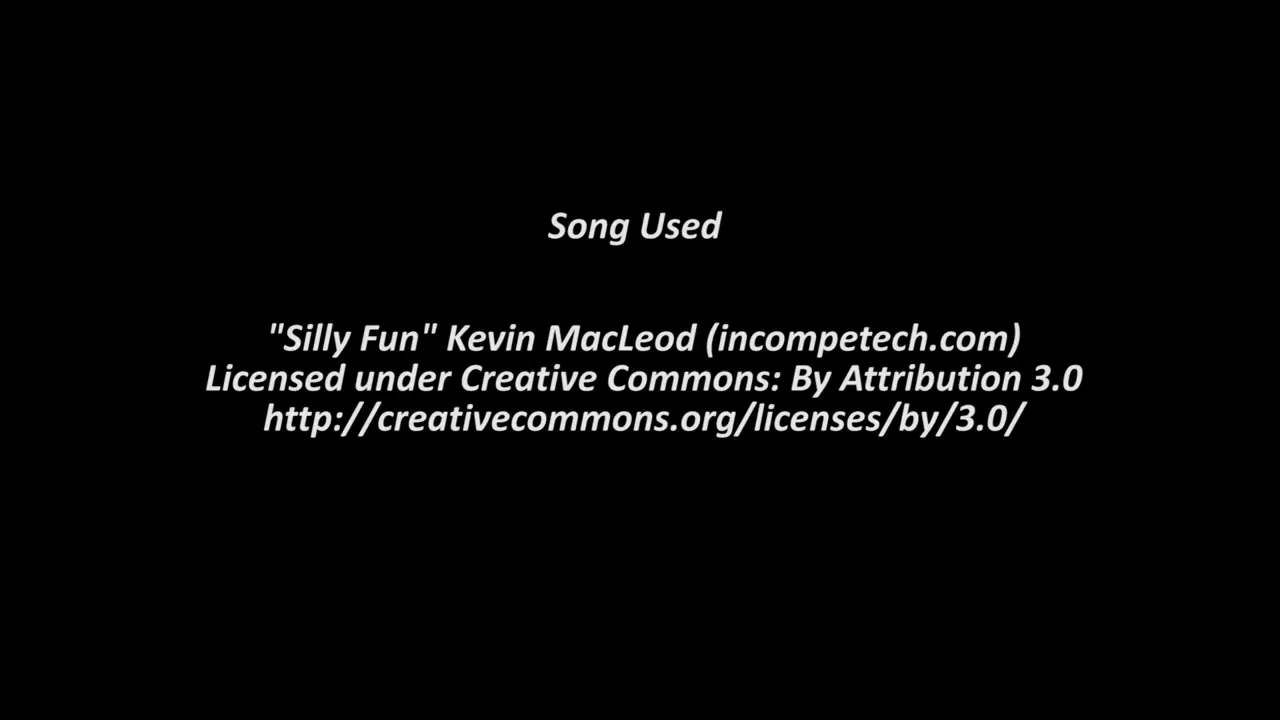 Song Used
"Silly Fun" Kevin MacLeod (incompetech.com)
Licensed under Creative Commons: By Attribution 3.0
http://creativecommons.org/licenses/by/3.0/